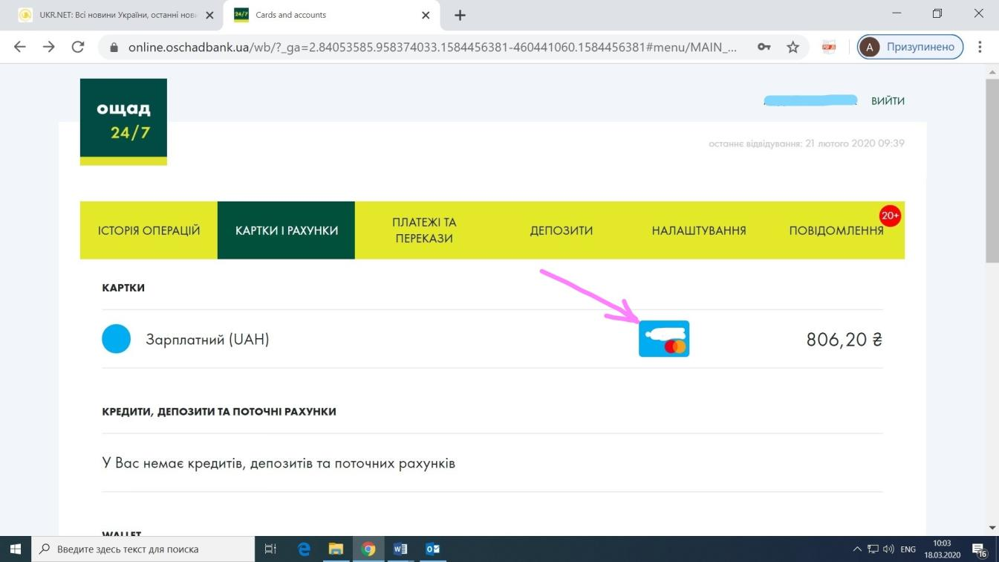 UKR.NET: Всі новини України, останні нов
Cards and accounts
online.oschadbank.ua/wb/?_ga=2.84053585.958374033.1584456381-460441060.1584456381#menu/MAIN_...
А Призупинено
ощад
24/7
ВИЙТИ
останнє відвідування: 21 лютого 2020 09:39
ІСТОРІЯ ОПЕРАЦІЙ
КАРТКИ І РАХУНКИ
ПЛАТЕЖІ ТА
ПЕРЕКАЗИ
ДЕПОЗИТИ
НАЛАШТУВАННЯ
ПОВІДОМЛЕННЯ
20+
КАРТКИ
Зарплатний (UAH)
806,20 ₴
КРЕДИТИ, ДЕПОЗИТИ ТА ПОТОЧНІ РАХУНКИ
У Вас немає кредитів, депозитів та поточних рахунків
WALLET
Введите здесь текст для поиска
ENG
10:03
18.03.2020
16